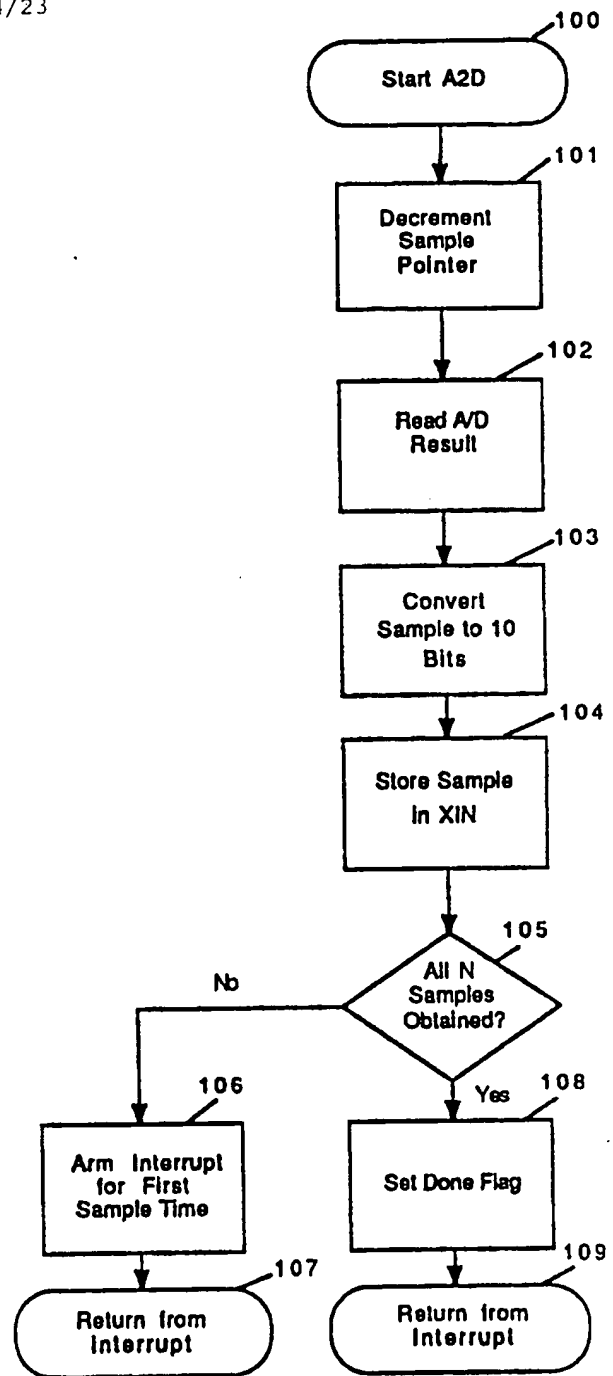 4/23
100
Start A2D
101
Decrement
Sample
Pointer
102
Read A/D
Result
103
Convert
Sample to 10
Bits
104
Store Sample
in XIN
105
All N
Samples
Obtained?
No
Yes
106
Arm Interrupt
for First
Sample Time
108
Set Done Flag
107
Return from
Interrupt
109
Return from
Interrupt